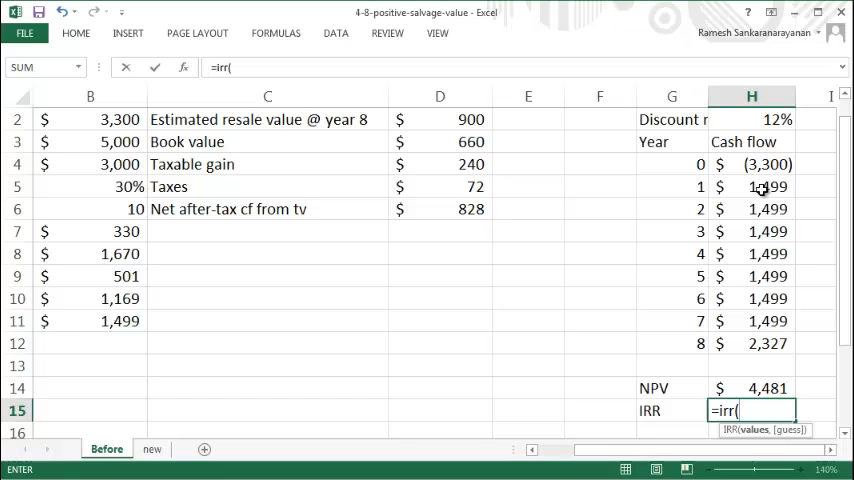 4-8-positive-salvage-value - Excel
FILE HOME INSERT PAGE LAYOUT FORMULAS DATA REVIEW VIEW Ramesh Sankaranarayanan
SUM =irr(
B C D E F G H I
2 $ 3,300 Estimated resale value @ year 8 $ 900 Discount r 12%
3 $ 5,000 Book value $ 660 Year Cash flow
4 $ 3,000 Taxable gain $ 240 0 $ (3,300)
5 30% Taxes $ 72 1 $ 1,499
6 10 Net after-tax cf from tv $ 828 2 $ 1,499
7 $ 330 3 $ 1,499
8 $ 1,670 4 $ 1,499
9 $ 501 5 $ 1,499
10 $ 1,169 6 $ 1,499
11 $ 1,499 7 $ 1,499
12 8 $ 2,327
13
14 NPV $ 4,481
15 IRR =irr(
IRR(values, [guess])
16
Before new
ENTER 140%